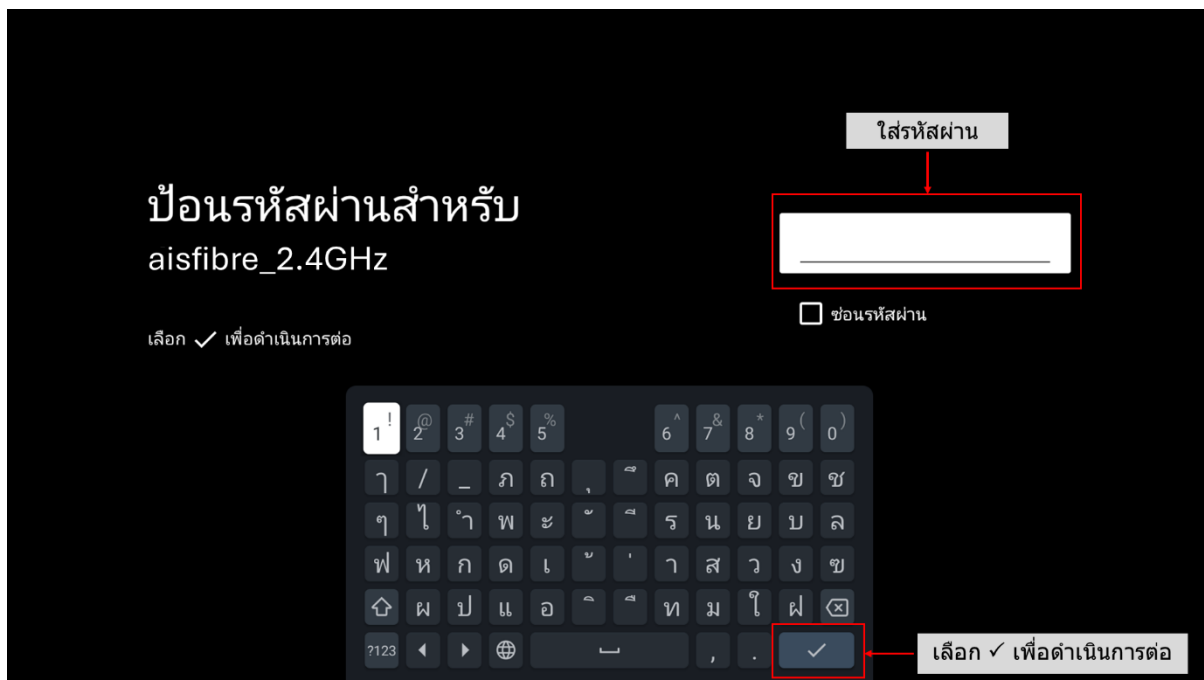 ใส่รหัสผ่าน
ป้อนรหัสผ่านสำหรับ
aisfibre_2.4GHz
ซ่อนรหัสผ่าน
เลือก ✓ เพื่อดำเนินการต่อ
1 ! 2 @ 3 # 4 $ 5 % 6 ^ 7 & 8 * 9 ( 0 )
ๅ / _ ภ ถ ุ ึ ค ต จ ข ช
ๆ ไ ำ พ ะ ั ี ร น ย บ ล
ฟ ห ก ด เ ้ ่ า ส ว ง ฃ
ผ ป แ อ ิ ื ท ม ใ ฝ
?123 , . ✓
เลือก ✓ เพื่อดำเนินการต่อ